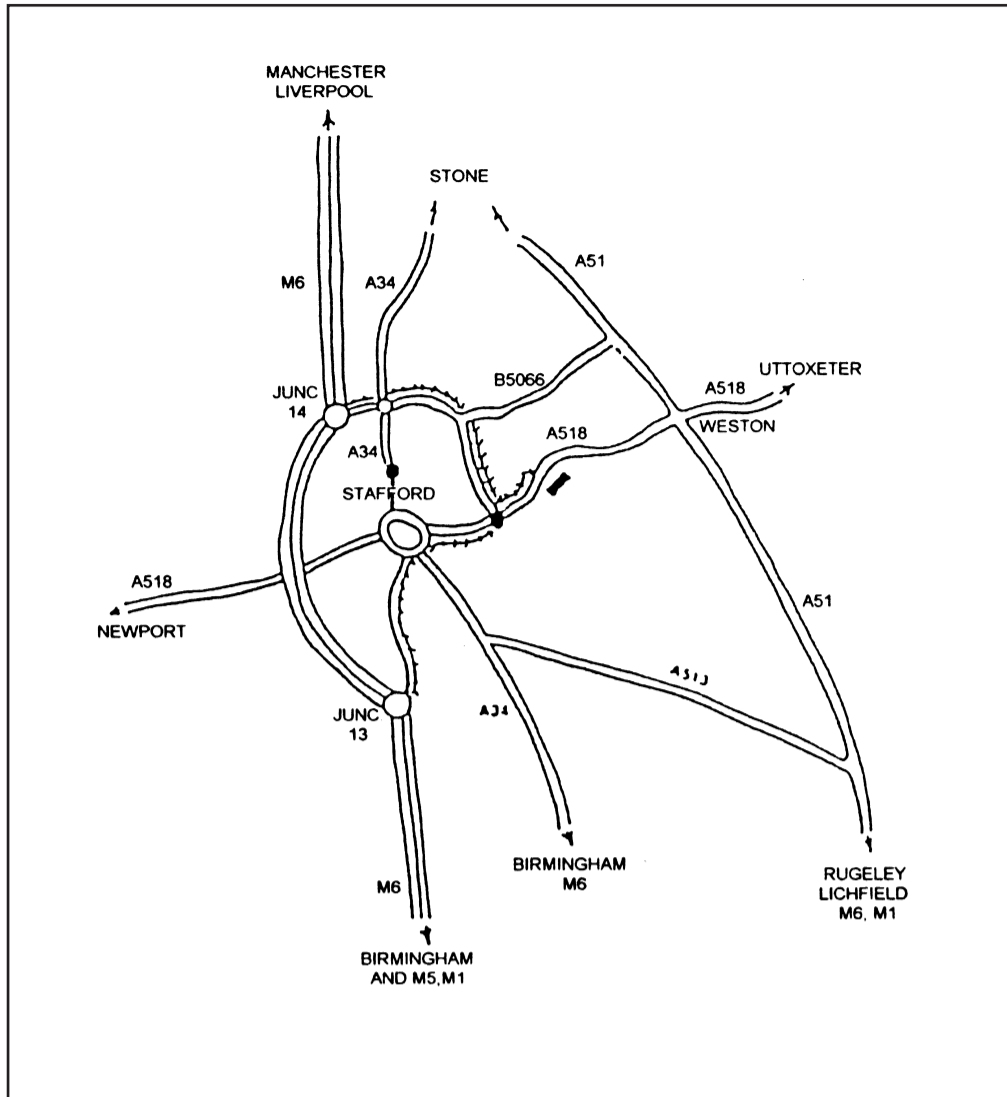 MANCHESTER
LIVERPOOL
STONE
A51
M6
A34
UTTOXETER
B5066
A518
JUNC
14
WESTON
A518
A34
STAFFORD
A518
NEWPORT
A51
A513
JUNC
13
A34
BIRMINGHAM
M6
RUGELEY
LICHFIELD
M6, M1
M6
BIRMINGHAM
AND M5,M1